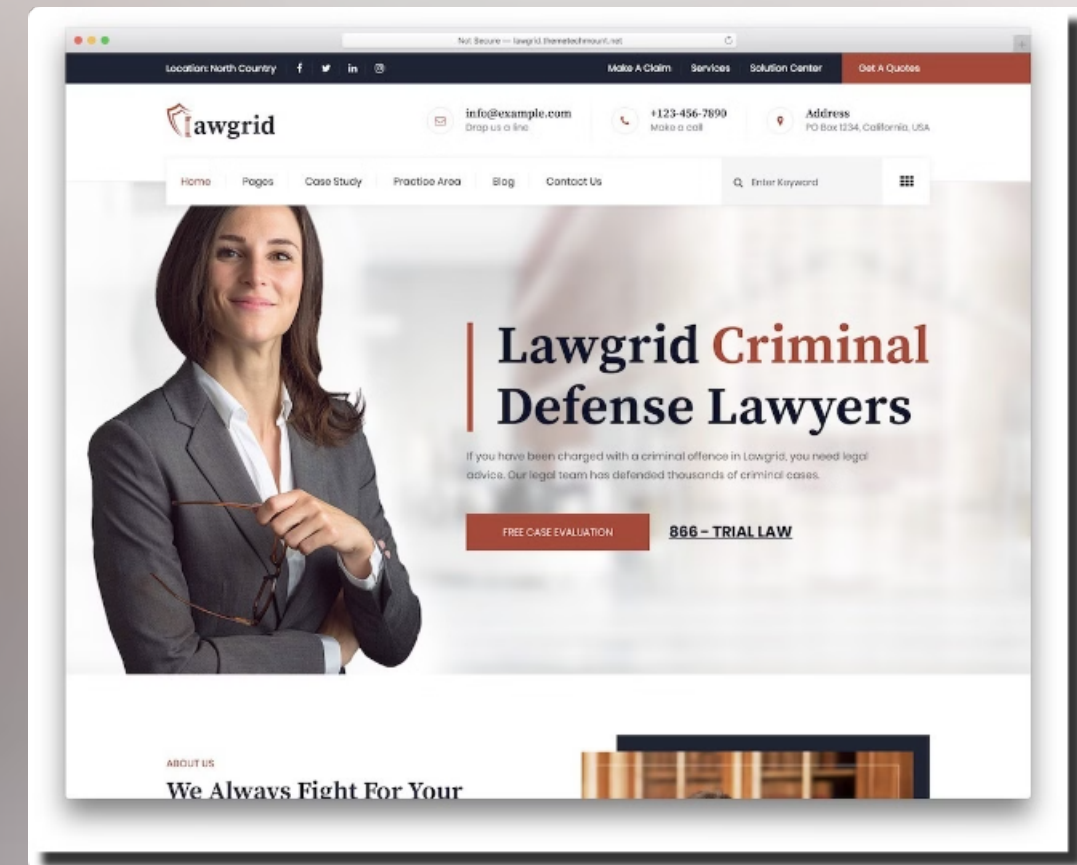 Not Secure — lawgrid.themetechmount.net
Location: North Country
Make A Claim Services Solution Center Get A Quotes
lawgrid
info@example.com
Drop us a line
+123-456-7890
Make a call
Address
PO Box 1234, California, USA
Home Pages Case Study Practice Area Blog Contact Us
Enter Keyword
Lawgrid Criminal
Defense Lawyers
If you have been charged with a criminal offence in Lawgrid, you need legal
advice. Our legal team has defended thousands of criminal cases.
FREE CASE EVALUATION 866 – TRIAL LAW
ABOUT US
We Always Fight For Your